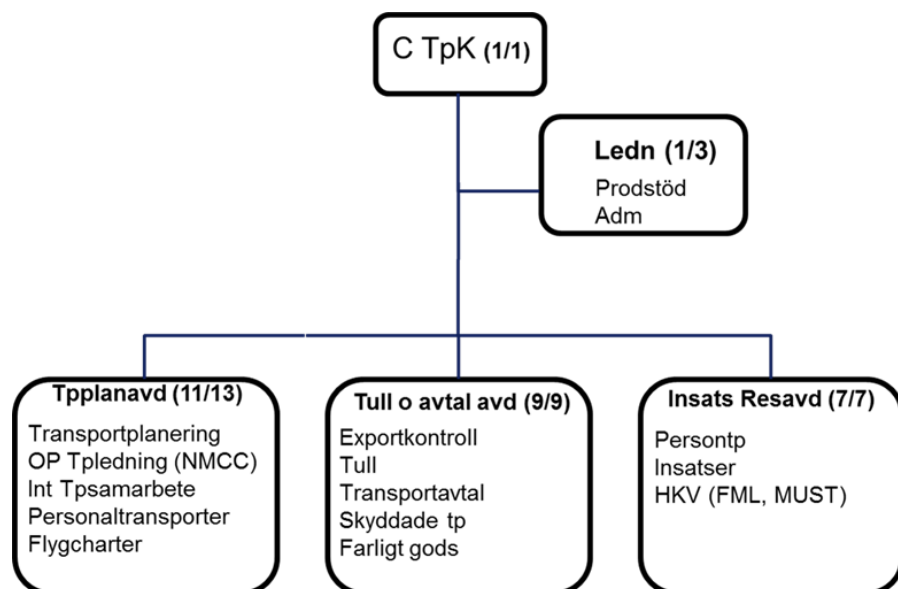 C TpK (1/1)
Ledn (1/3)
Prodstöd
Adm
Tpplanavd (11/13)
Transportplanering
OP Tpledning (NMCC)
Int Tpsamarbete
Personaltransporter
Flygcharter
Tull o avtal avd (9/9)
Exportkontroll
Tull
Transportavtal
Skyddade tp
Farligt gods
Insats Resavd (7/7)
Persontp
Insatser
HKV (FML, MUST)